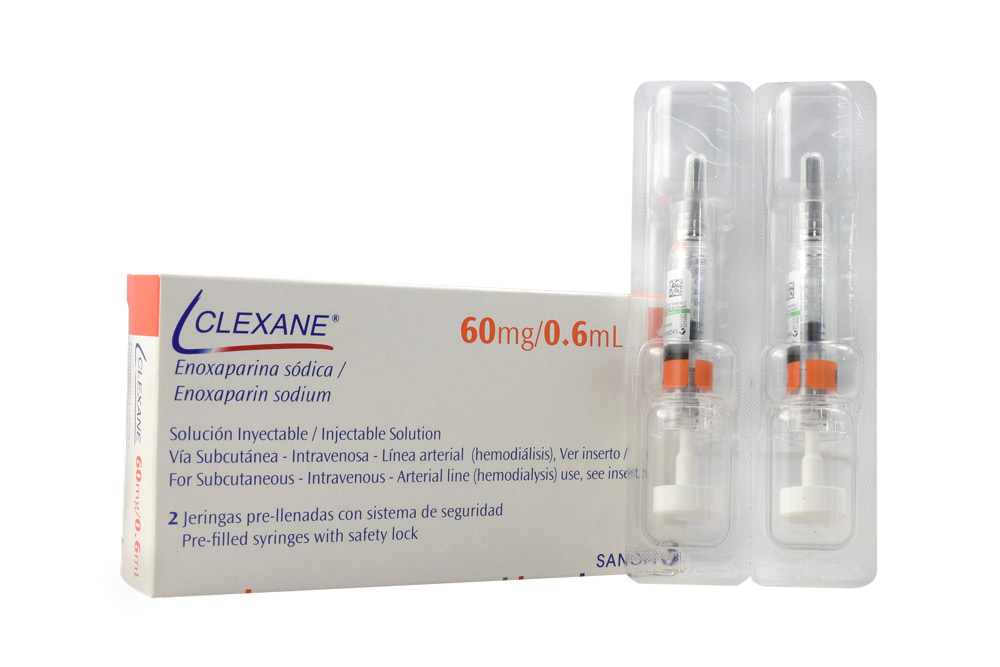 CLEXANE®
60mg/0.6mL
Enoxaparina sódica /
Enoxaparin sodium
Solución Inyectable / Injectable Solution
Vía Subcutánea - Intravenosa - Línea arterial (hemodiálisis), Ver inserto /
For Subcutaneous - Intravenous - Arterial line (hemodialysis) use, see insert.
2 Jeringas pre-llenadas con sistema de seguridad
Pre-filled syringes with safety lock
SANOFI
CLEXANE 60mg/0.6mL